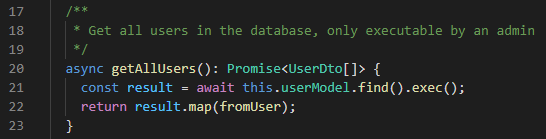 17 /**
18  * Get all users in the database, only executable by an admin
19  */
20 async getAllUsers(): Promise<UserDto[]> {
21   const result = await this.userModel.find().exec();
22   return result.map(fromUser);
23 }